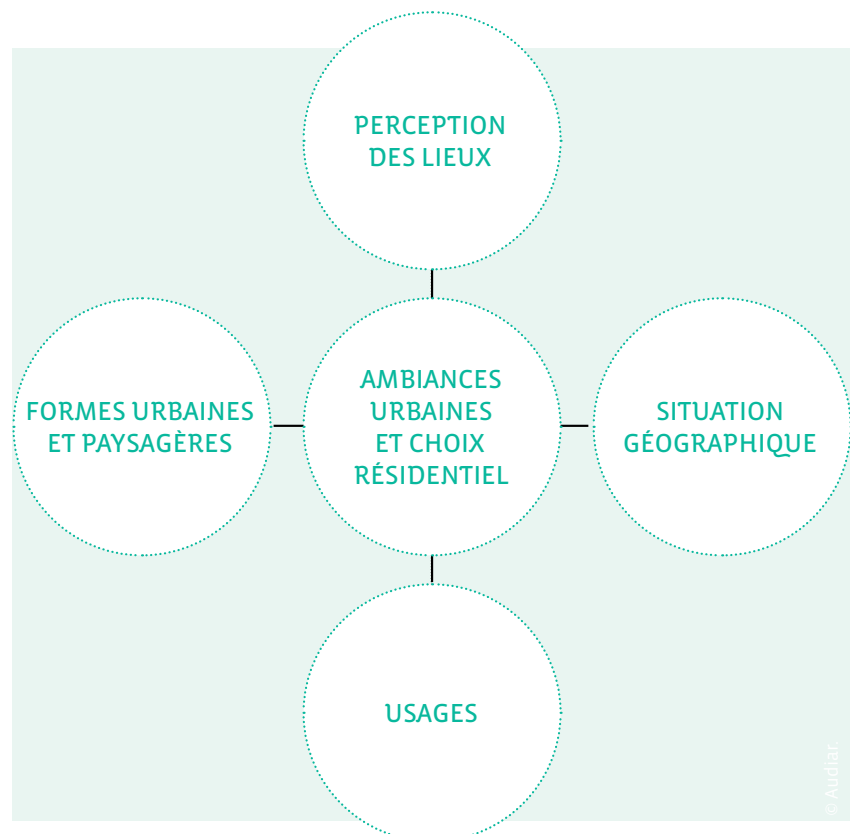 PERCEPTION
DES LIEUX
FORMES URBAINES
ET PAYSAGÈRES
AMBIANCES
URBAINES
ET CHOIX
RÉSIDENTIEL
SITUATION
GÉOGRAPHIQUE
USAGES
© Audiar.